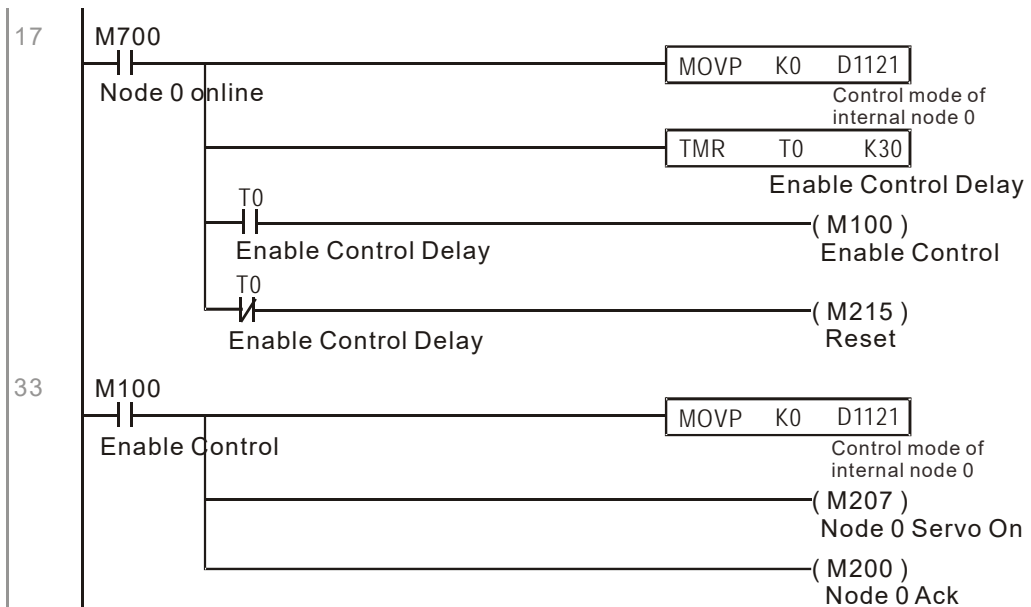 17
M700
Node 0 online
MOVP K0 D1121
Control mode of
internal node 0
TMR T0 K30
Enable Control Delay
T0
Enable Control Delay
( M100 )
Enable Control
T0
Enable Control Delay
( M215 )
Reset
33
M100
Enable Control
MOVP K0 D1121
Control mode of
internal node 0
( M207 )
Node 0 Servo On
( M200 )
Node 0 Ack